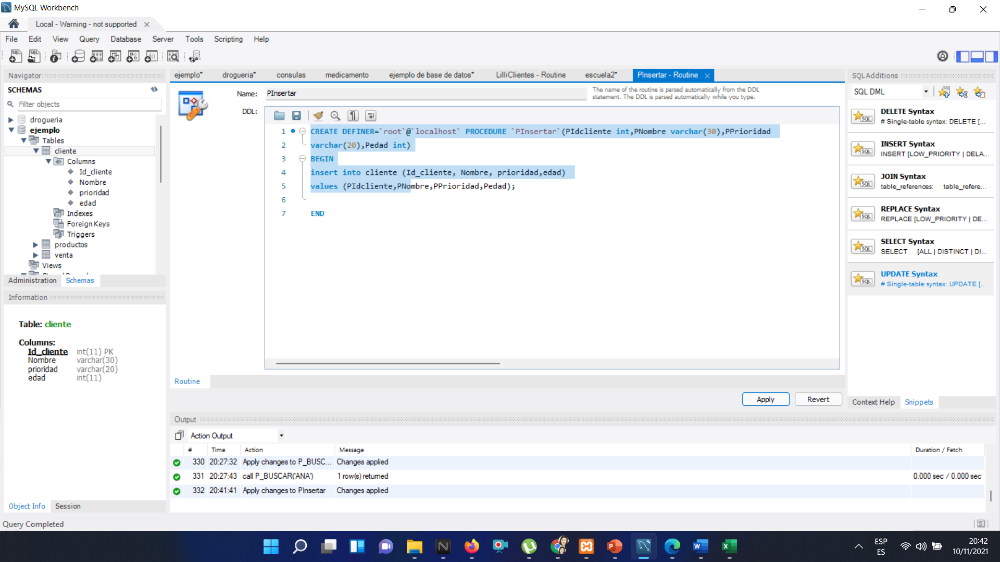 MySQL Workbench
Local - Warning - not supported
File Edit View Query Database Server Tools Scripting Help
Navigator
SCHEMAS
Filter objects
drogueria
ejemplo
Tables
cliente
Columns
Id_cliente
Nombre
prioridad
edad
Indexes
Foreign Keys
Triggers
productos
venta
Views
Administration Schemas
Information
Table: cliente
Columns:
Id_cliente int(11) PK
Nombre varchar(30)
prioridad varchar(20)
edad int(11)
Object Info Session
Query Completed
ejemplo* drogueria* consulas medicamento ejemplo de base de datos* LilliClientes - Routine escuela2* PInsertar - Routine
Name: PInsertar
The name of the routine is parsed automatically from the DDL
statement. The DDL is parsed automatically while you type.
DDL:
1 CREATE DEFINER=`root`@`localhost` PROCEDURE `PInsertar`(PIdcliente int,PNombre varchar(30),PPrioridad
2 varchar(20),Pedad int)
3 BEGIN
4 insert into cliente (Id_cliente, Nombre, prioridad,edad)
5 values (PIdcliente,PNombre,PPrioridad,Pedad);
6
7 END
Routine
Apply Revert
Output
Action Output
# Time Action Message Duration / Fetch
330 20:27:32 Apply changes to P_BUSC... Changes applied
331 20:27:43 call P_BUSCAR('ANA') 1 row(s) returned 0.000 sec / 0.000 sec
332 20:41:41 Apply changes to PInsertar Changes applied
SQLAdditions
SQL DML
DELETE Syntax
# Single-table syntax: DELETE [...
INSERT Syntax
INSERT [LOW_PRIORITY | DELA...
JOIN Syntax
table_references: table_refere...
REPLACE Syntax
REPLACE [LOW_PRIORITY | DE...
SELECT Syntax
SELECT [ALL | DISTINCT | DI...
UPDATE Syntax
# Single-table syntax: UPDATE [...
Context Help Snippets
ESP
ES
20:42
10/11/2021